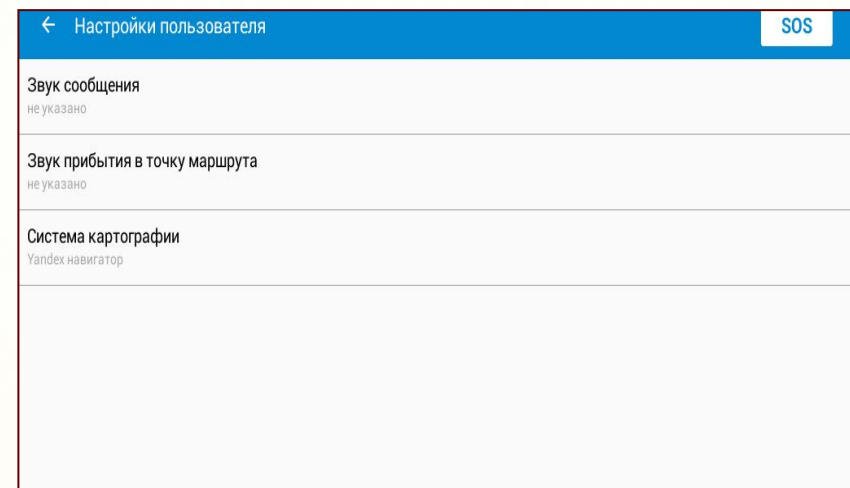 Настройки пользователя
SOS
Звук сообщения
не указано
Звук прибытия в точку маршрута
не указано
Система картографии
Yandex навигатор